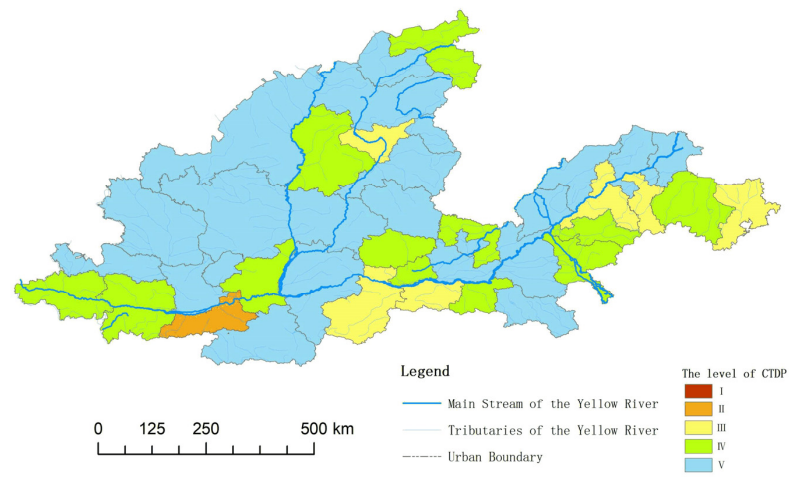 Legend
Main Stream of the Yellow River
Tributaries of the Yellow River
Urban Boundary
The level of CTDP
I
II
III
IV
V
0 125 250 500 km